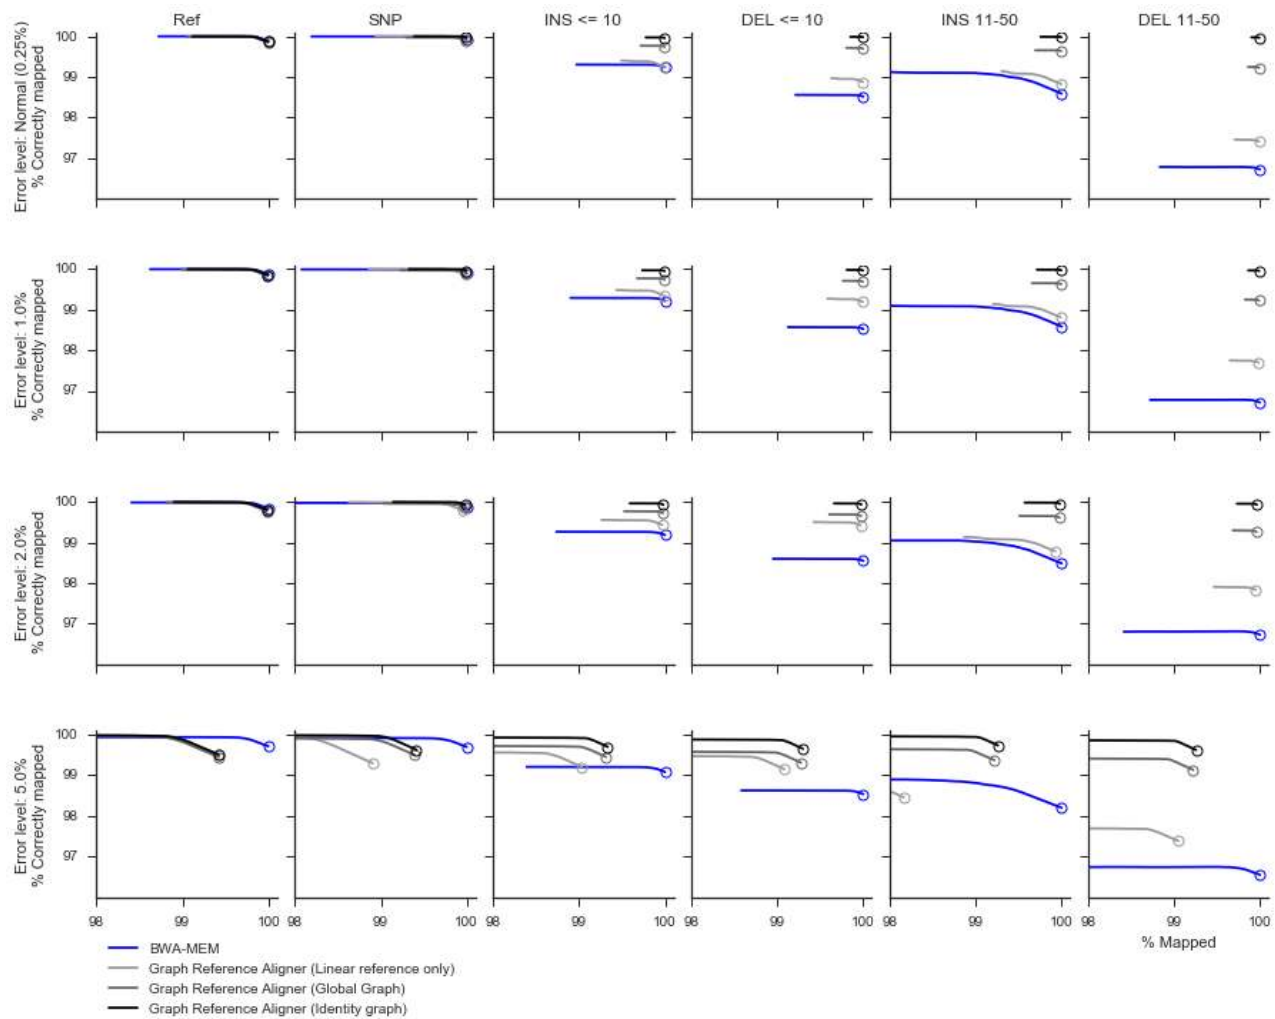 Ref SNP INS <= 10 DEL <= 10 INS 11-50 DEL 11-50
Error level: Normal (0.25%)
% Correctly mapped
100
99
98
97
Error level: 1.0%
% Correctly mapped
100
99
98
97
Error level: 2.0%
% Correctly mapped
100
99
98
97
Error level: 5.0%
% Correctly mapped
100
99
98
97
98 99 100 98 99 100 98 99 100 98 99 100 98 99 100 98 99 100
% Mapped
BWA-MEM
Graph Reference Aligner (Linear reference only)
Graph Reference Aligner (Global Graph)
Graph Reference Aligner (Identity graph)